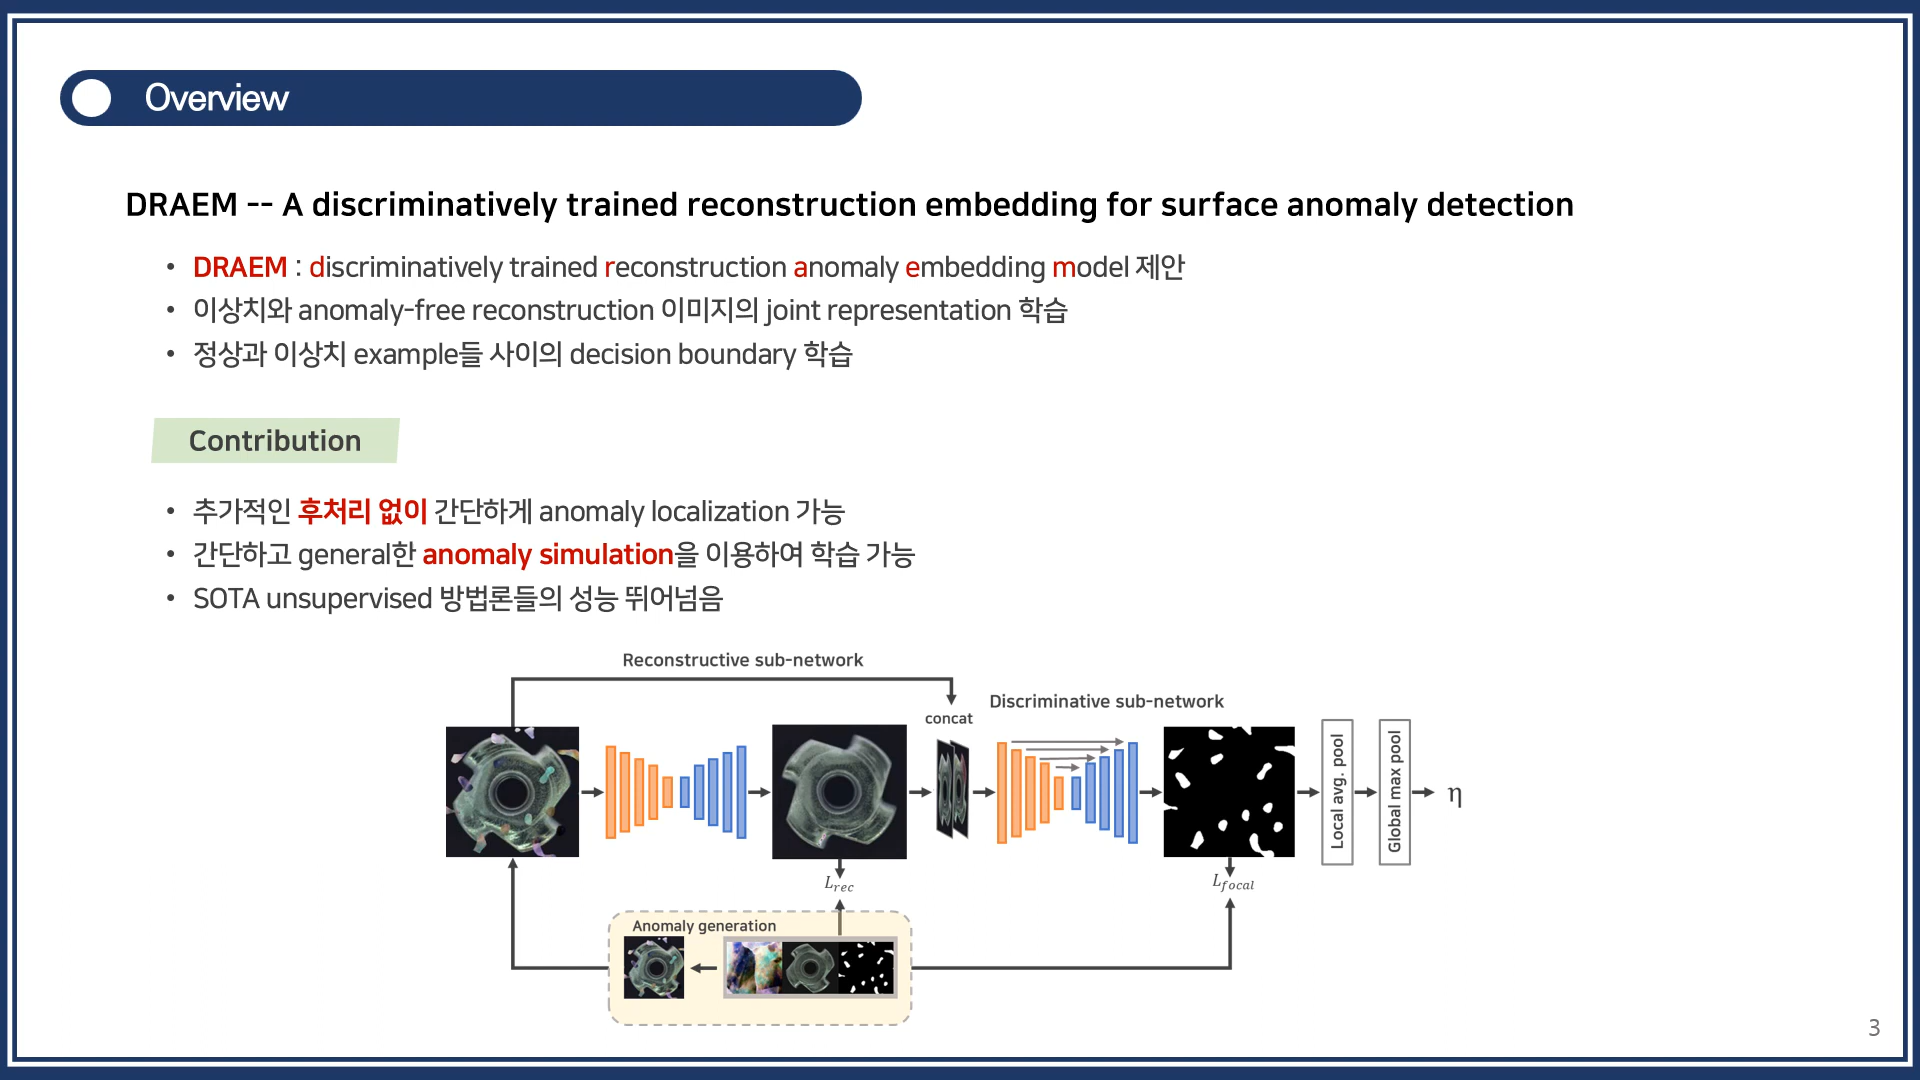 Overview
DRAEM -- A discriminatively trained reconstruction embedding for surface anomaly detection
• DRAEM : discriminatively trained reconstruction anomaly embedding model 제안
• 이상치와 anomaly-free reconstruction 이미지의 joint representation 학습
• 정상과 이상치 example들 사이의 decision boundary 학습
Contribution
• 추가적인 후처리 없이 간단하게 anomaly localization 가능
• 간단하고 general한 anomaly simulation을 이용하여 학습 가능
• SOTA unsupervised 방법론들의 성능 뛰어넘음
Reconstructive sub-network
Discriminative sub-network
concat
Local avg. pool
Global max pool
η
L_rec
L_focal
Anomaly generation
3